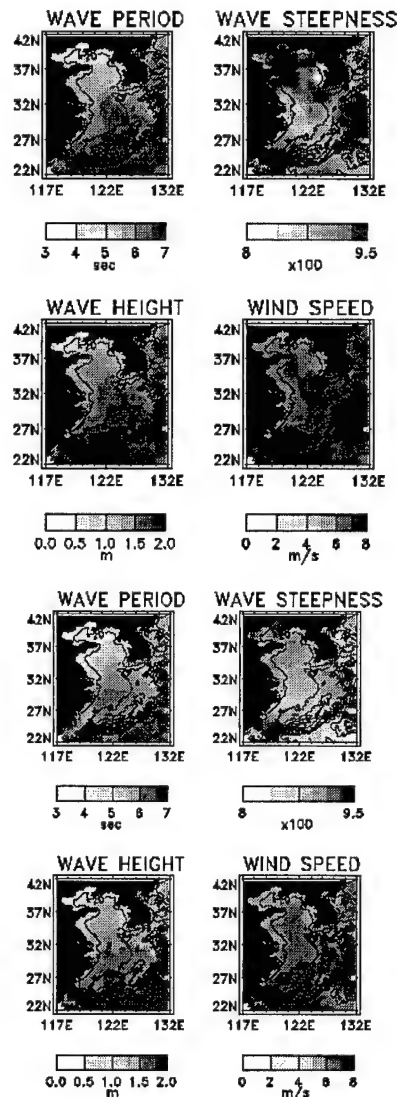 WAVE PERIOD WAVE STEEPNESS
42N 42N
37N 37N
32N 32N
27N 27N
22N 22N
117E 122E 132E 117E 122E 132E
3 4 5 6 7 8 9.5
sec x100
WAVE HEIGHT WIND SPEED
42N 42N
37N 37N
32N 32N
27N 27N
22N 22N
117E 122E 132E 117E 122E 132E
0.0 0.5 1.0 1.5 2.0 0 2 4 6 8
m m/s
WAVE PERIOD WAVE STEEPNESS
42N 42N
37N 37N
32N 32N
27N 27N
22N 22N
117E 122E 132E 117E 122E 132E
3 4 5 6 7 8 9.5
sec x100
WAVE HEIGHT WIND SPEED
42N 42N
37N 37N
32N 32N
27N 27N
22N 22N
117E 122E 132E 117E 122E 132E
0.0 0.5 1.0 1.5 2.0 0 2 4 6 8
m m/s